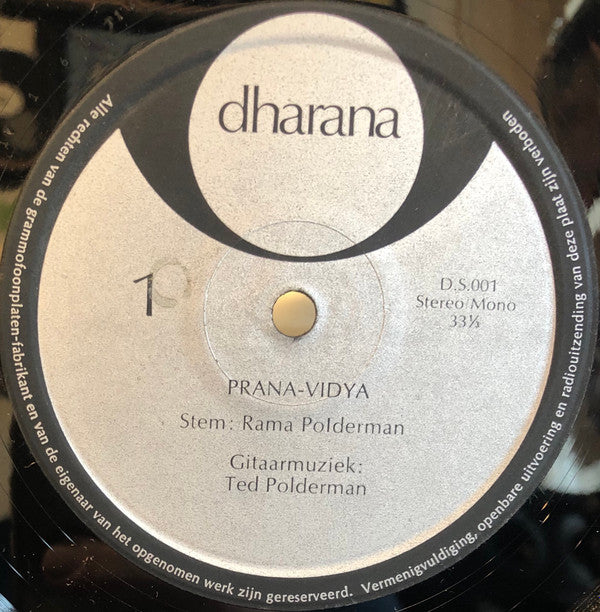 dharana
1
D.S.001
Stereo/Mono
33⅓
PRANA-VIDYA
Stem: Rama Polderman
Gitaarmuziek:
Ted Polderman
Alle rechten van de grammofoonplaten-fabrikant en van de eigenaar van het opgenomen werk zijn gereserveerd. Vermenigvuldiging, openbare uitvoering en radiouitzending van deze plaat zijn verboden